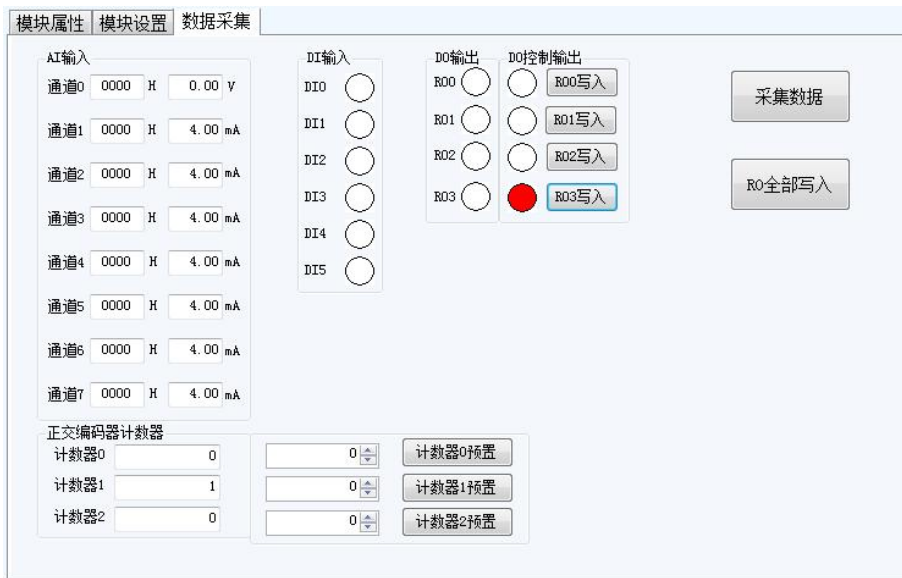 模块属性 模块设置 数据采集
AI输入
通道0 0000 H 0.00 V
通道1 0000 H 4.00 mA
通道2 0000 H 4.00 mA
通道3 0000 H 4.00 mA
通道4 0000 H 4.00 mA
通道5 0000 H 4.00 mA
通道6 0000 H 4.00 mA
通道7 0000 H 4.00 mA
DI输入
DI0
DI1
DI2
DI3
DI4
DI5
DO输出 DO控制输出
RO0 RO0写入
RO1 RO1写入
RO2 RO2写入
RO3 RO3写入
采集数据
RO全部写入
正交编码器计数器
计数器0 0 0 计数器0预置
计数器1 1 0 计数器1预置
计数器2 0 0 计数器2预置